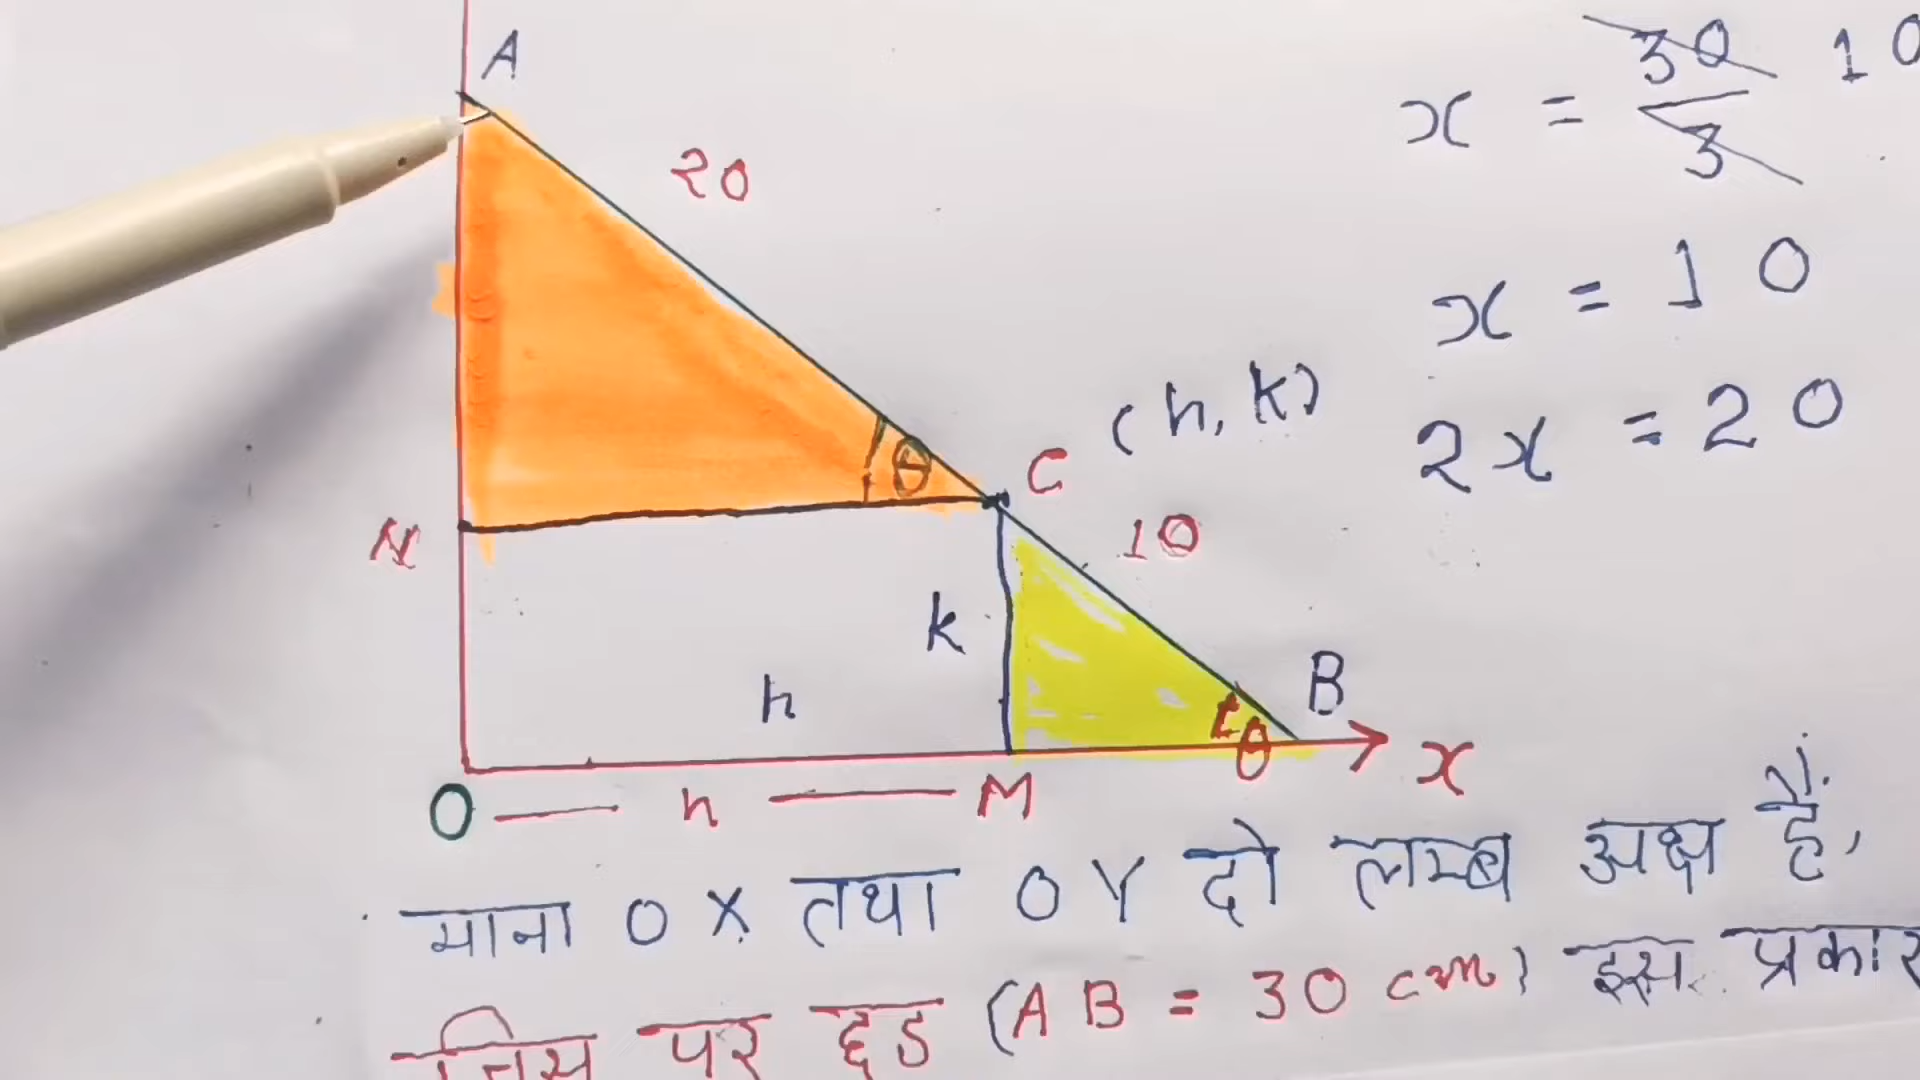 A
20
x = 30/3 10
x = 10
2x = 20
(h, k)
θ
C
N
10
k
h
B
θ
x
O — h — M
माना OX तथा OY दो लम्ब अक्ष हैं,
जिस पर छड (AB = 30 cm) इस प्रकार